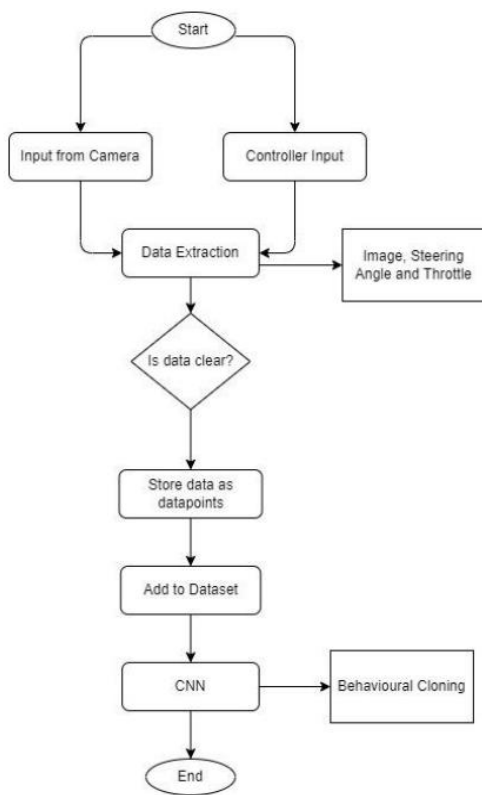 Start
Input from Camera
Controller Input
Data Extraction
Image, Steering
Angle and Throttle
Is data clear?
Store data as
datapoints
Add to Dataset
CNN
Behavioural Cloning
End